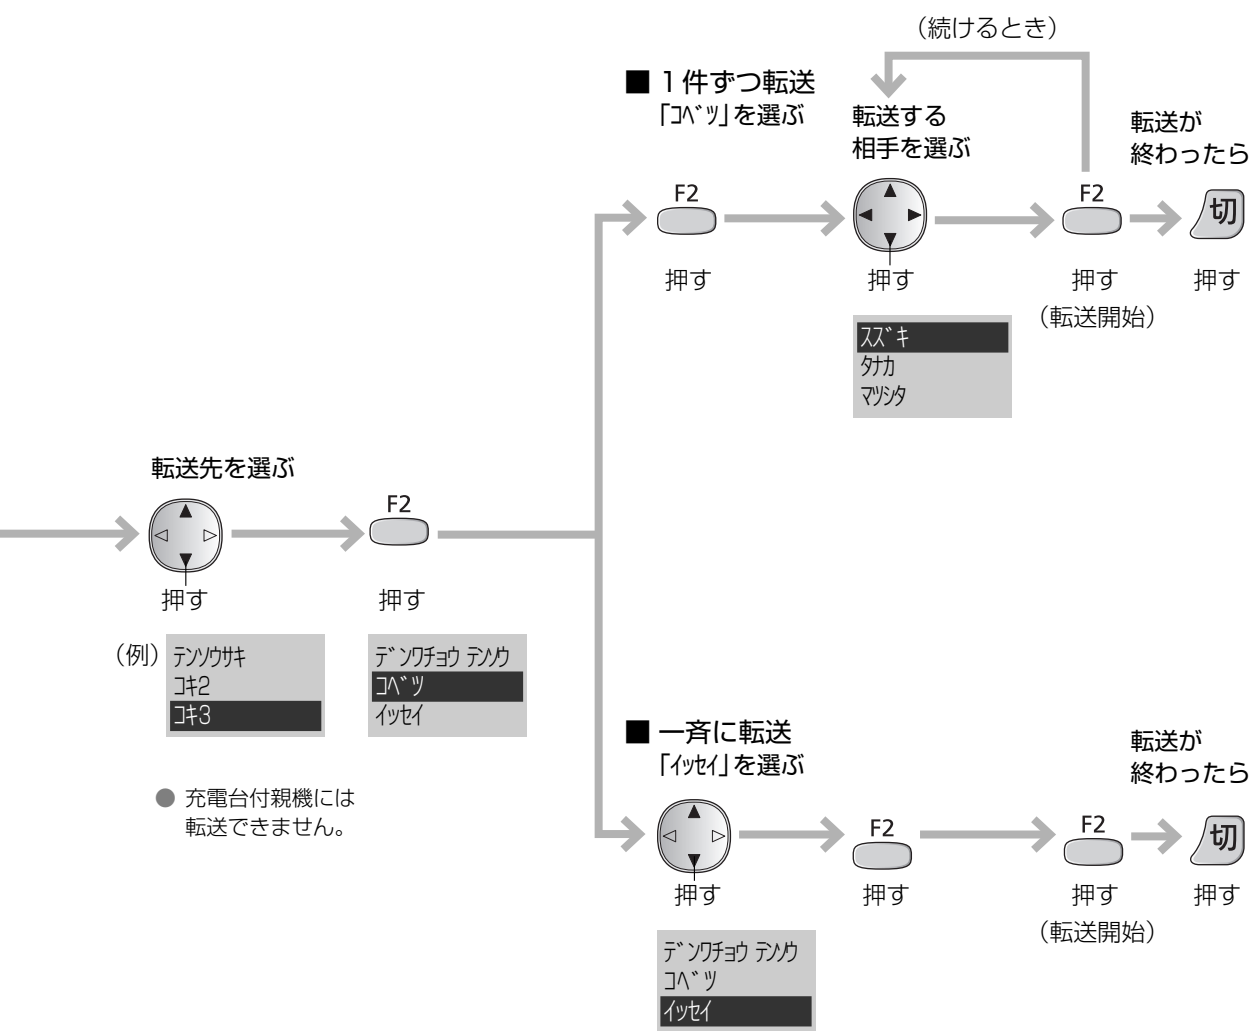 (続けるとき)
■ 1件ずつ転送
「ｺﾍﾞﾂ」を選ぶ
転送する
相手を選ぶ
転送が
終わったら
F2
F2
切
押す
押す
押す
押す
(転送開始)
ｽｽﾞｷ
ﾀﾅｶ
ﾏﾂｼﾀ
転送先を選ぶ
F2
押す
押す
(例)
ﾃﾝｿｳｻｷ
ｺｷ2
ｺｷ3
ﾃﾞﾝﾜﾁｮｳ ﾃﾝｿｳ
ｺﾍﾞﾂ
ｲｯｾｲ
● 充電台付親機には
転送できません。
■ 一斉に転送
「ｲｯｾｲ」を選ぶ
転送が
終わったら
F2
F2
切
押す
押す
押す
押す
(転送開始)
ﾃﾞﾝﾜﾁｮｳ ﾃﾝｿｳ
ｺﾍﾞﾂ
ｲｯｾｲ